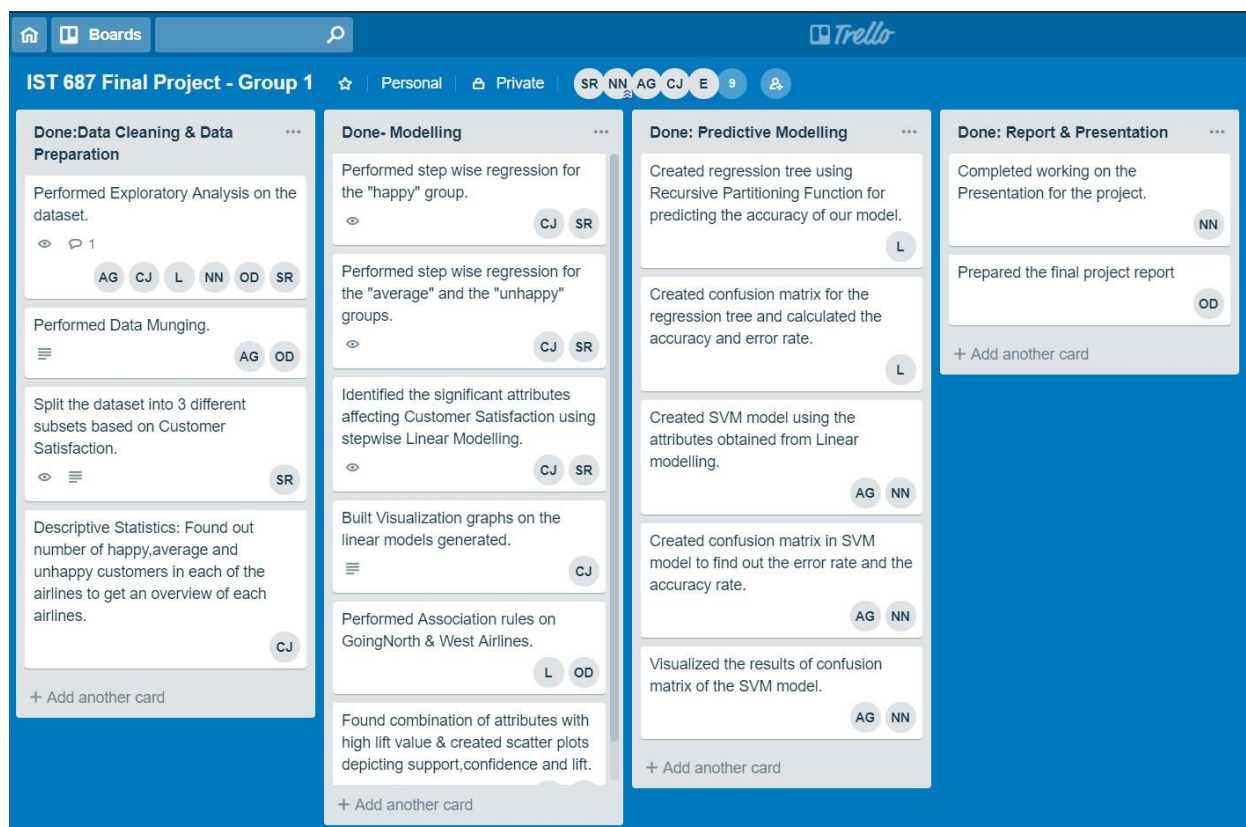 Boards
Trello
IST 687 Final Project - Group 1
Personal
Private
SR NN AG CJ E 9
Done:Data Cleaning & Data
Preparation
Performed Exploratory Analysis on the
dataset.
1
AG CJ L NN OD SR
Performed Data Munging.
AG OD
Split the dataset into 3 different
subsets based on Customer
Satisfaction.
SR
Descriptive Statistics: Found out
number of happy,average and
unhappy customers in each of the
airlines to get an overview of each
airlines.
CJ
+ Add another card
Done- Modelling
Performed step wise regression for
the "happy" group.
CJ SR
Performed step wise regression for
the "average" and the "unhappy"
groups.
CJ SR
Identified the significant attributes
affecting Customer Satisfaction using
stepwise Linear Modelling.
CJ SR
Built Visualization graphs on the
linear models generated.
CJ
Performed Association rules on
GoingNorth & West Airlines.
L OD
Found combination of attributes with
high lift value & created scatter plots
depicting support,confidence and lift.
+ Add another card
Done: Predictive Modelling
Created regression tree using
Recursive Partitioning Function for
predicting the accuracy of our model.
L
Created confusion matrix for the
regression tree and calculated the
accuracy and error rate.
L
Created SVM model using the
attributes obtained from Linear
modelling.
AG NN
Created confusion matrix in SVM
model to find out the error rate and the
accuracy rate.
AG NN
Visualized the results of confusion
matrix of the SVM model.
AG NN
+ Add another card
Done: Report & Presentation
Completed working on the
Presentation for the project.
NN
Prepared the final project report
OD
+ Add another card